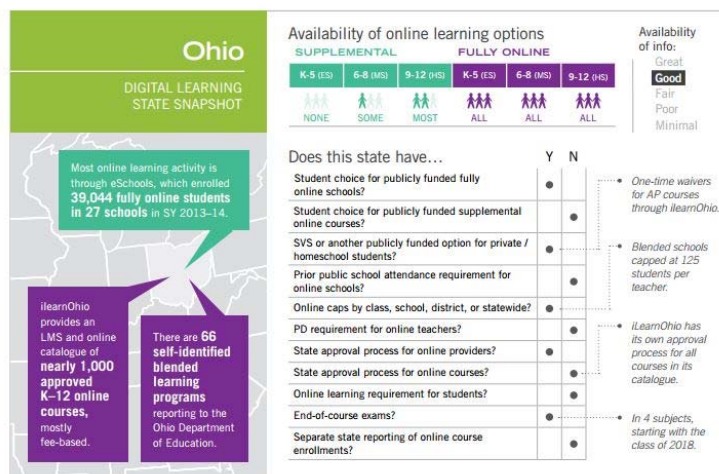 Ohio
DIGITAL LEARNING
STATE SNAPSHOT
Most online learning activity is
through eSchools, which enrolled
39,044 fully online students
in 27 schools in SY 2013–14.
ilearnOhio
provides an
LMS and online
catalogue of
nearly 1,000
approved
K–12 online
courses,
mostly
fee-based.
There are 66
self-identified
blended
learning
programs
reporting to the
Ohio Department
of Education.
Availability of online learning options
SUPPLEMENTAL FULLY ONLINE
K-5 (ES) 6-8 (MS) 9-12 (HS) K-5 (ES) 6-8 (MS) 9-12 (HS)
NONE SOME MOST ALL ALL ALL
Availability
of info:
Great
Good
Fair
Poor
Minimal
Does this state have... Y N
Student choice for publicly funded fully
online schools?
Student choice for publicly funded supplemental
online courses?
SVS or another publicly funded option for private /
homeschool students?
Prior public school attendance requirement for
online schools?
Online caps by class, school, district, or statewide?
PD requirement for online teachers?
State approval process for online providers?
State approval process for online courses?
Online learning requirement for students?
End-of-course exams?
Separate state reporting of online course
enrollments?
One-time waivers
for AP courses
through ilearnOhio.
Blended schools
capped at 125
students per
teacher.
iLearnOhio has
its own approval
process for all
courses in its
catalogue.
In 4 subjects,
starting with the
class of 2018.